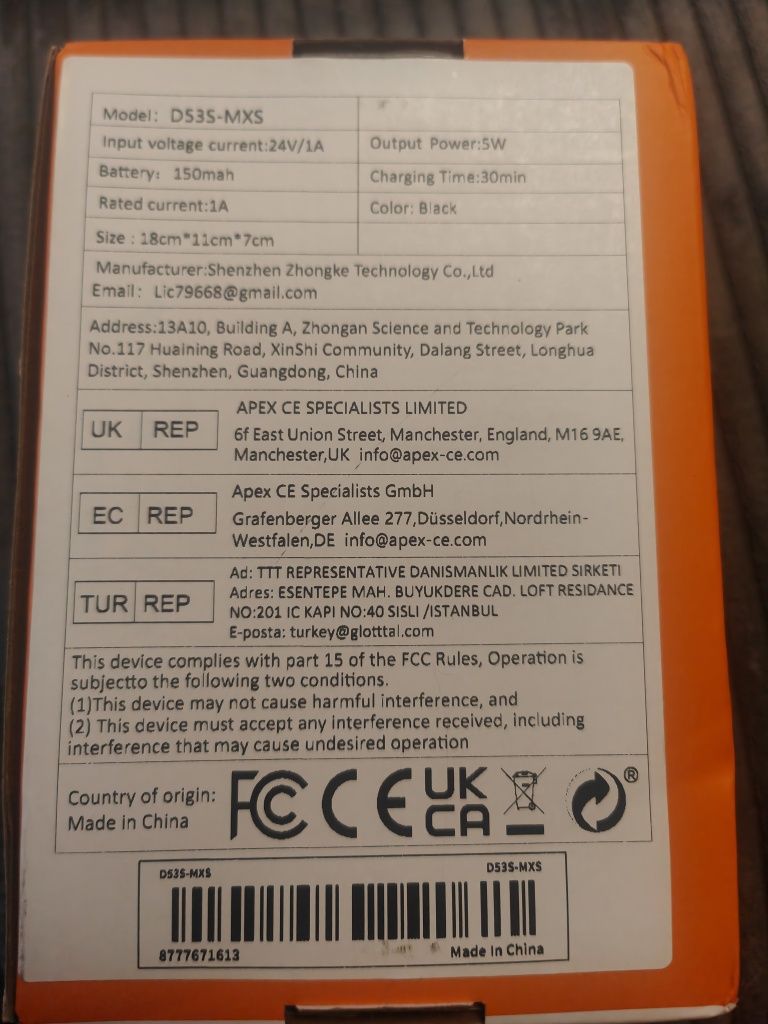 Model: D53S-MXS
Input voltage current:24V/1A
Output Power:5W
Battery: 150mah
Charging Time:30min
Rated current:1A
Color: Black
Size : 18cm*11cm*7cm
Manufacturer:Shenzhen Zhongke Technology Co.,Ltd
Email: Lic79668@gmail.com
Address:13A10, Building A, Zhongan Science and Technology Park
No.117 Huaining Road, XinShi Community, Dalang Street, Longhua
District, Shenzhen, Guangdong, China
UK REP
APEX CE SPECIALISTS LIMITED
6f East Union Street, Manchester, England, M16 9AE,
Manchester,UK info@apex-ce.com
EC REP
Apex CE Specialists GmbH
Grafenberger Allee 277,Düsseldorf,Nordrhein-
Westfalen,DE info@apex-ce.com
TUR REP
Ad: TTT REPRESENTATIVE DANISMANLIK LIMITED SIRKETI
Adres: ESENTEPE MAH. BUYUKDERE CAD. LOFT RESIDANCE
NO:201 IC KAPI NO:40 SISLI /ISTANBUL
E-posta: turkey@glotttal.com
This device complies with part 15 of the FCC Rules, Operation is
subjectto the following two conditions.
(1)This device may not cause harmful interference, and
(2) This device must accept any interference received, including
interference that may cause undesired operation
Country of origin:
Made in China
FC CE UK
CA
®
D53S-MXS
D53S-MXS
8777671613
Made In China